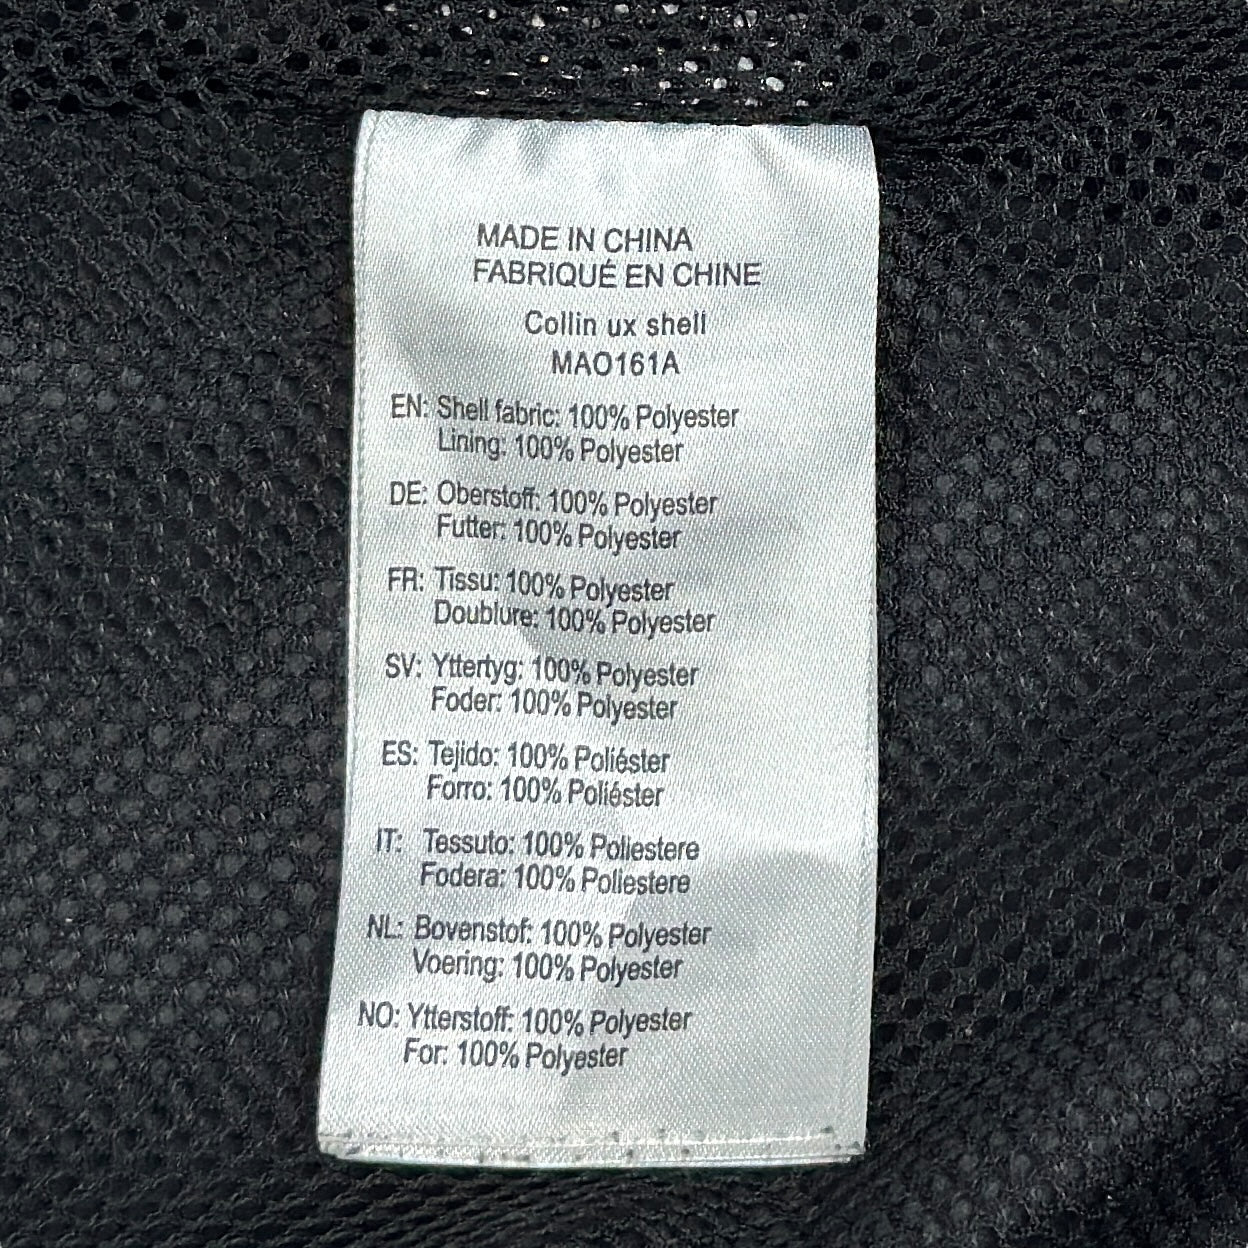 MADE IN CHINA
FABRIQUÉ EN CHINE
Collin ux shell
MAO161A
EN: Shell fabric: 100% Polyester
Lining: 100% Polyester
DE: Oberstoff: 100% Polyester
Futter: 100% Polyester
FR: Tissu: 100% Polyester
Doublure: 100% Polyester
SV: Yttertyg: 100% Polyester
Foder: 100% Polyester
ES: Tejido: 100% Poliéster
Forro: 100% Poliéster
IT: Tessuto: 100% Poliestere
Fodera: 100% Poliestere
NL: Bovenstof: 100% Polyester
Voering: 100% Polyester
NO: Ytterstoff: 100% Polyester
For: 100% Polyester